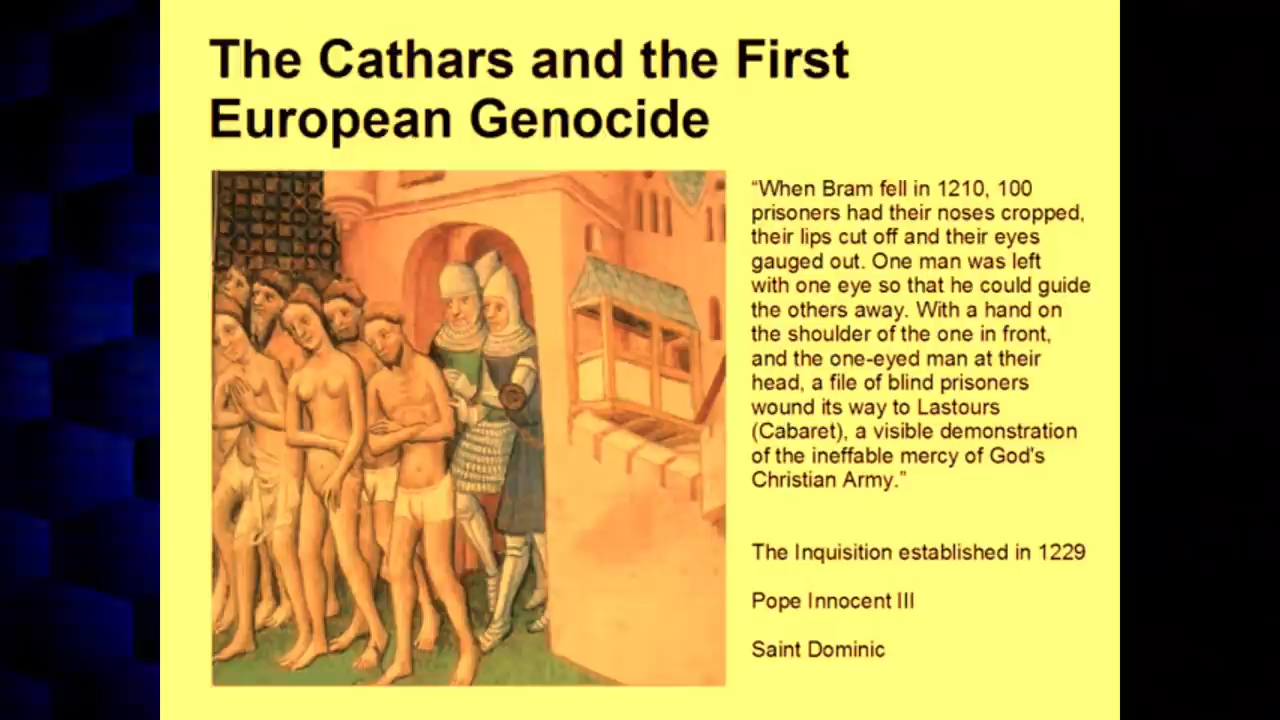 The Cathars and the First
European Genocide
“When Bram fell in 1210, 100
prisoners had their noses cropped,
their lips cut off and their eyes
gauged out. One man was left
with one eye so that he could guide
the others away. With a hand on
the shoulder of the one in front,
and the one-eyed man at their
head, a file of blind prisoners
wound its way to Lastours
(Cabaret), a visible demonstration
of the ineffable mercy of God's
Christian Army.”
The Inquisition established in 1229
Pope Innocent III
Saint Dominic